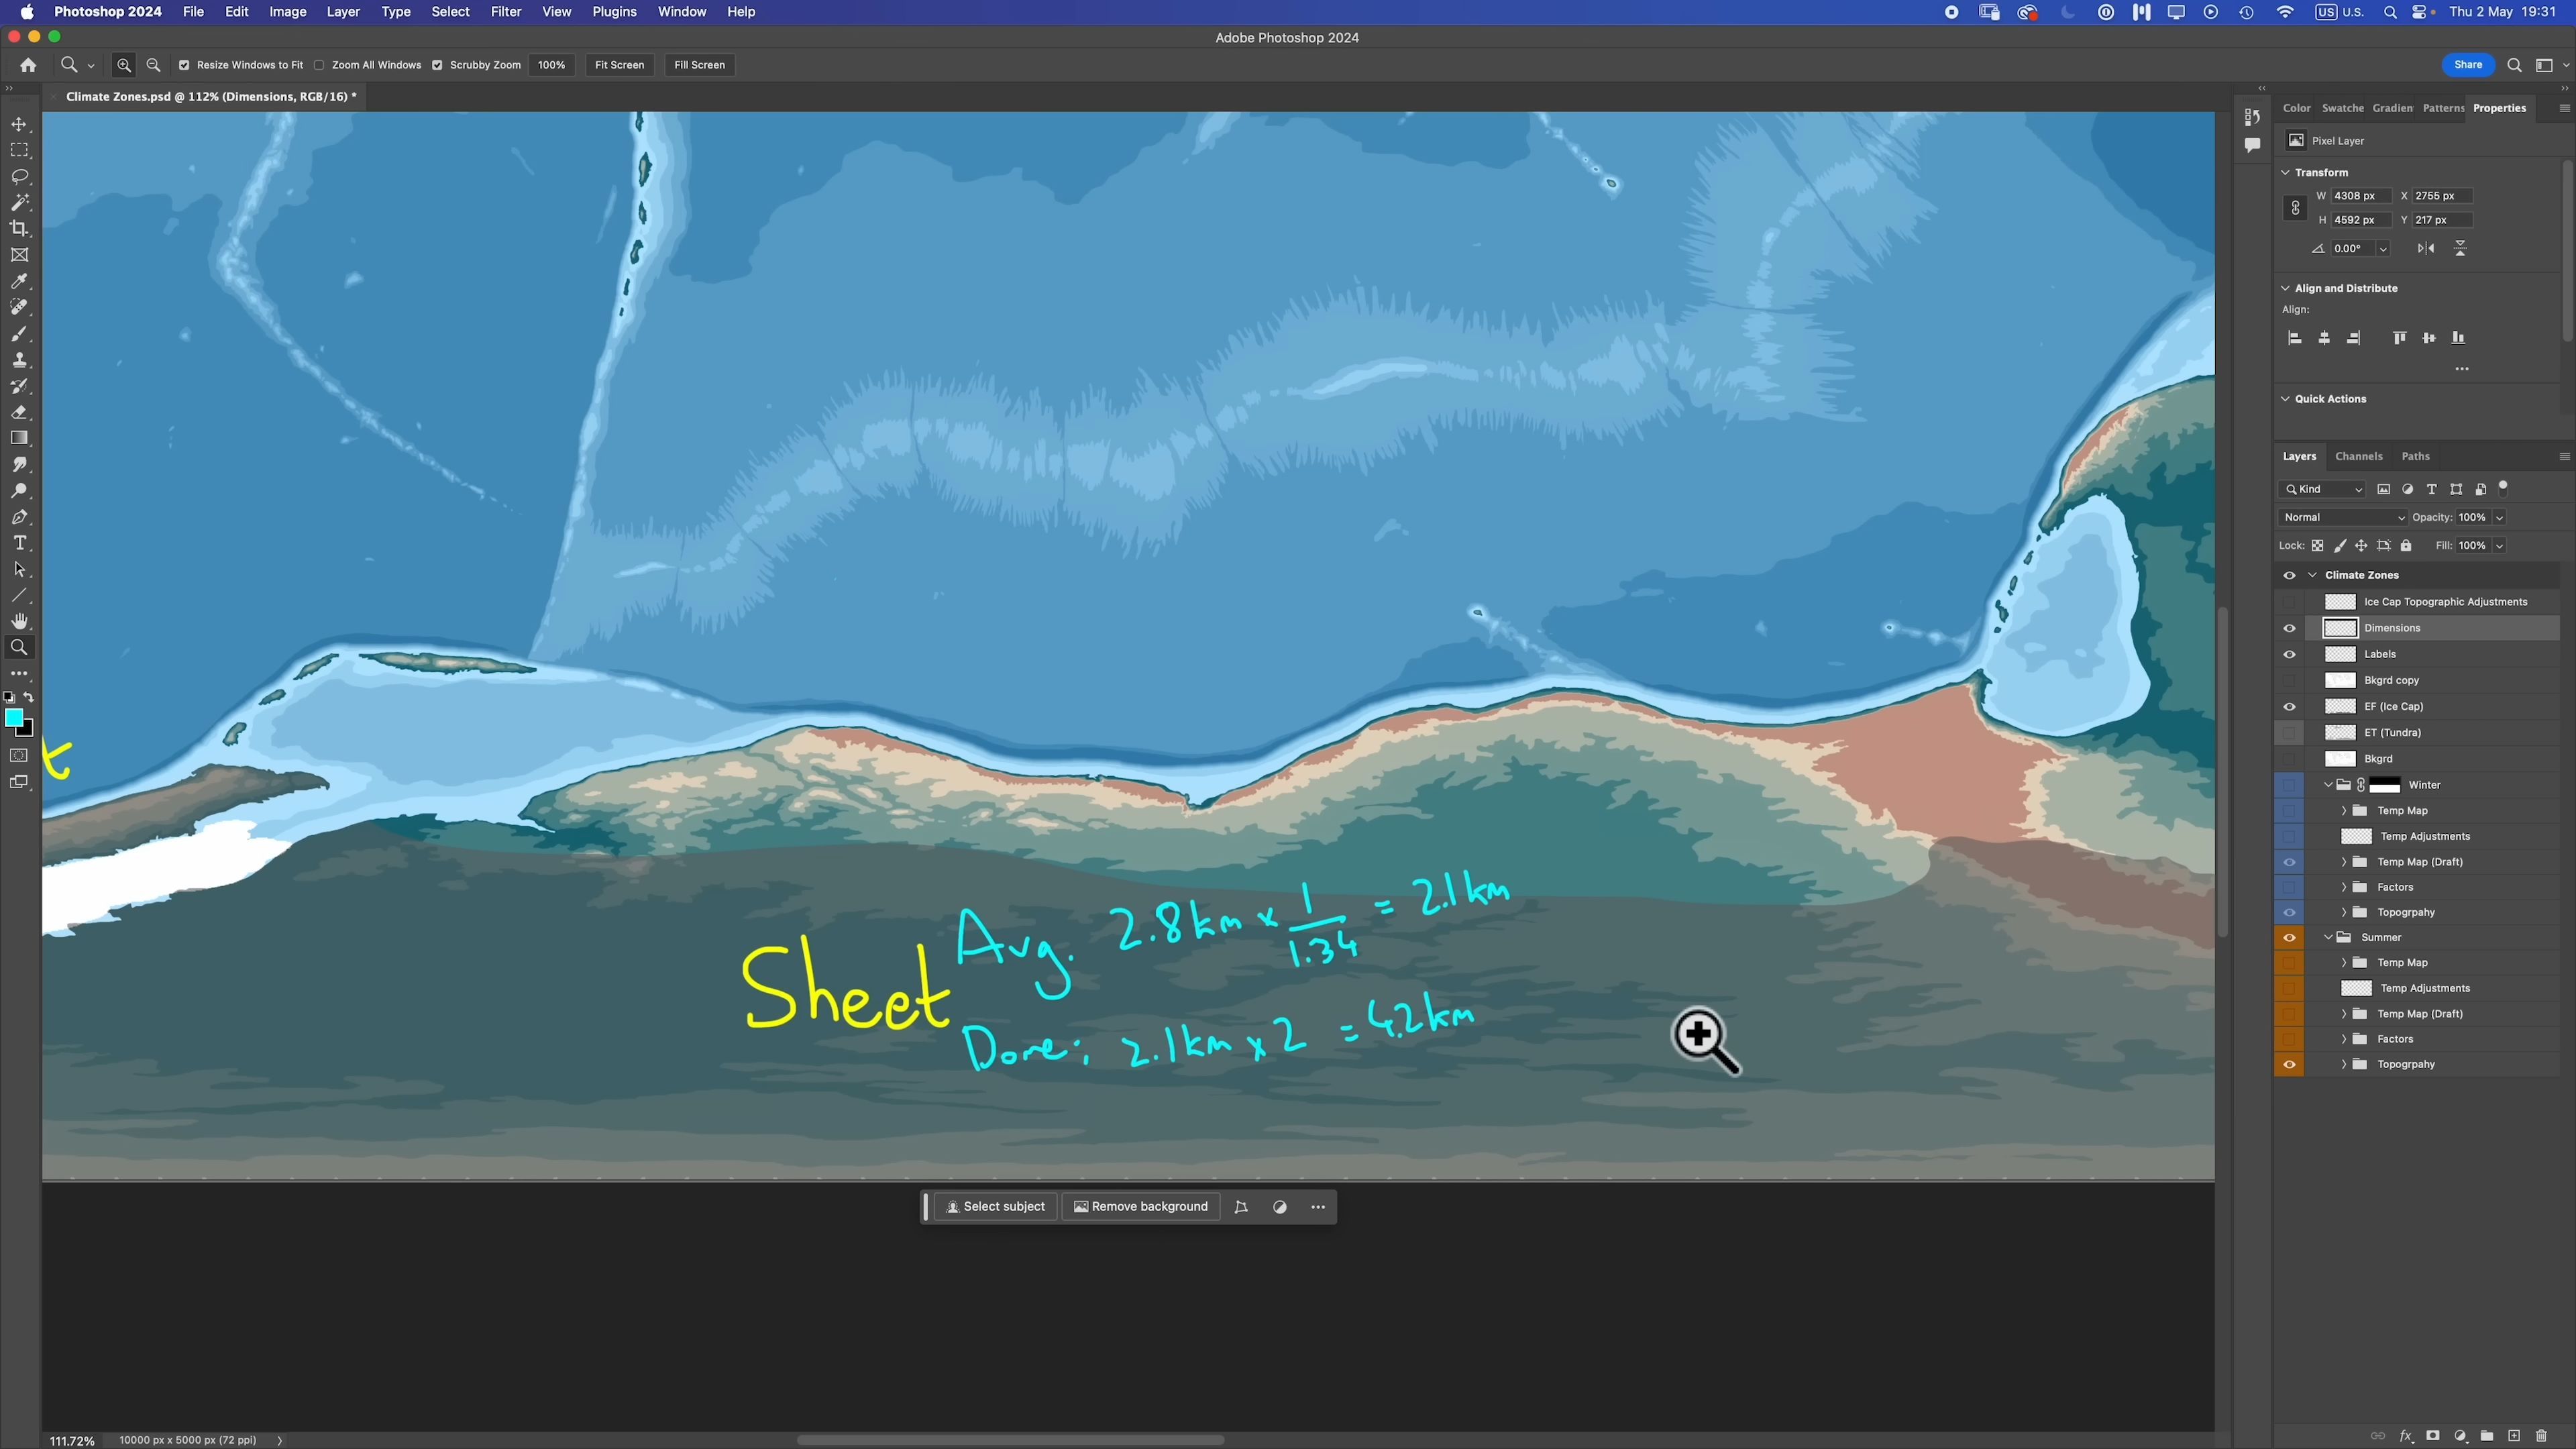 Photoshop 2024 File Edit Image Layer Type Select Filter View Plugins Window Help US U.S. Thu 2 May 19:31
Adobe Photoshop 2024
Resize Windows to Fit Zoom All Windows Scrubby Zoom 100% Fit Screen Fill Screen Share
Climate Zones.psd @ 112% (Dimensions, RGB/16) *
t
Avg. 2.8km x 1/1.34 = 2.1km
Sheet
Dome: 2.1km x 2 = 4.2km
Select subject Remove background
111.72% 10000 px x 5000 px (72 ppi)
Color Swatche Gradien Patterns Properties
Pixel Layer
Transform
W 4308 px X 2755 px
H 4592 px Y 217 px
0.00°
Align and Distribute
Align:
Quick Actions
Layers Channels Paths
Kind
Normal Opacity: 100%
Lock: Fill: 100%
Climate Zones
Ice Cap Topographic Adjustments
Dimensions
Labels
Bkgrd copy
EF (Ice Cap)
ET (Tundra)
Bkgrd
Winter
Temp Map
Temp Adjustments
Temp Map (Draft)
Factors
Topogrpahy
Summer
Temp Map
Temp Adjustments
Temp Map (Draft)
Factors
Topogrpahy
fx